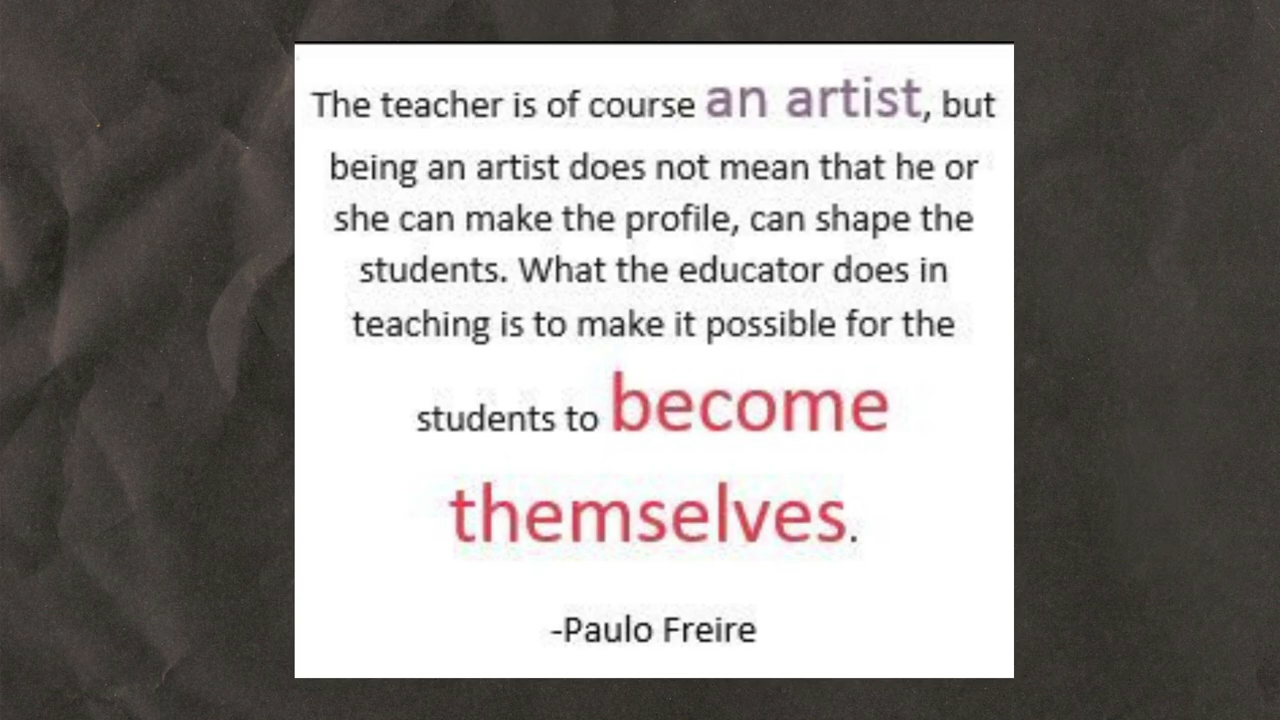 The teacher is of course an artist, but
being an artist does not mean that he or
she can make the profile, can shape the
students. What the educator does in
teaching is to make it possible for the
students to become
themselves.
-Paulo Freire